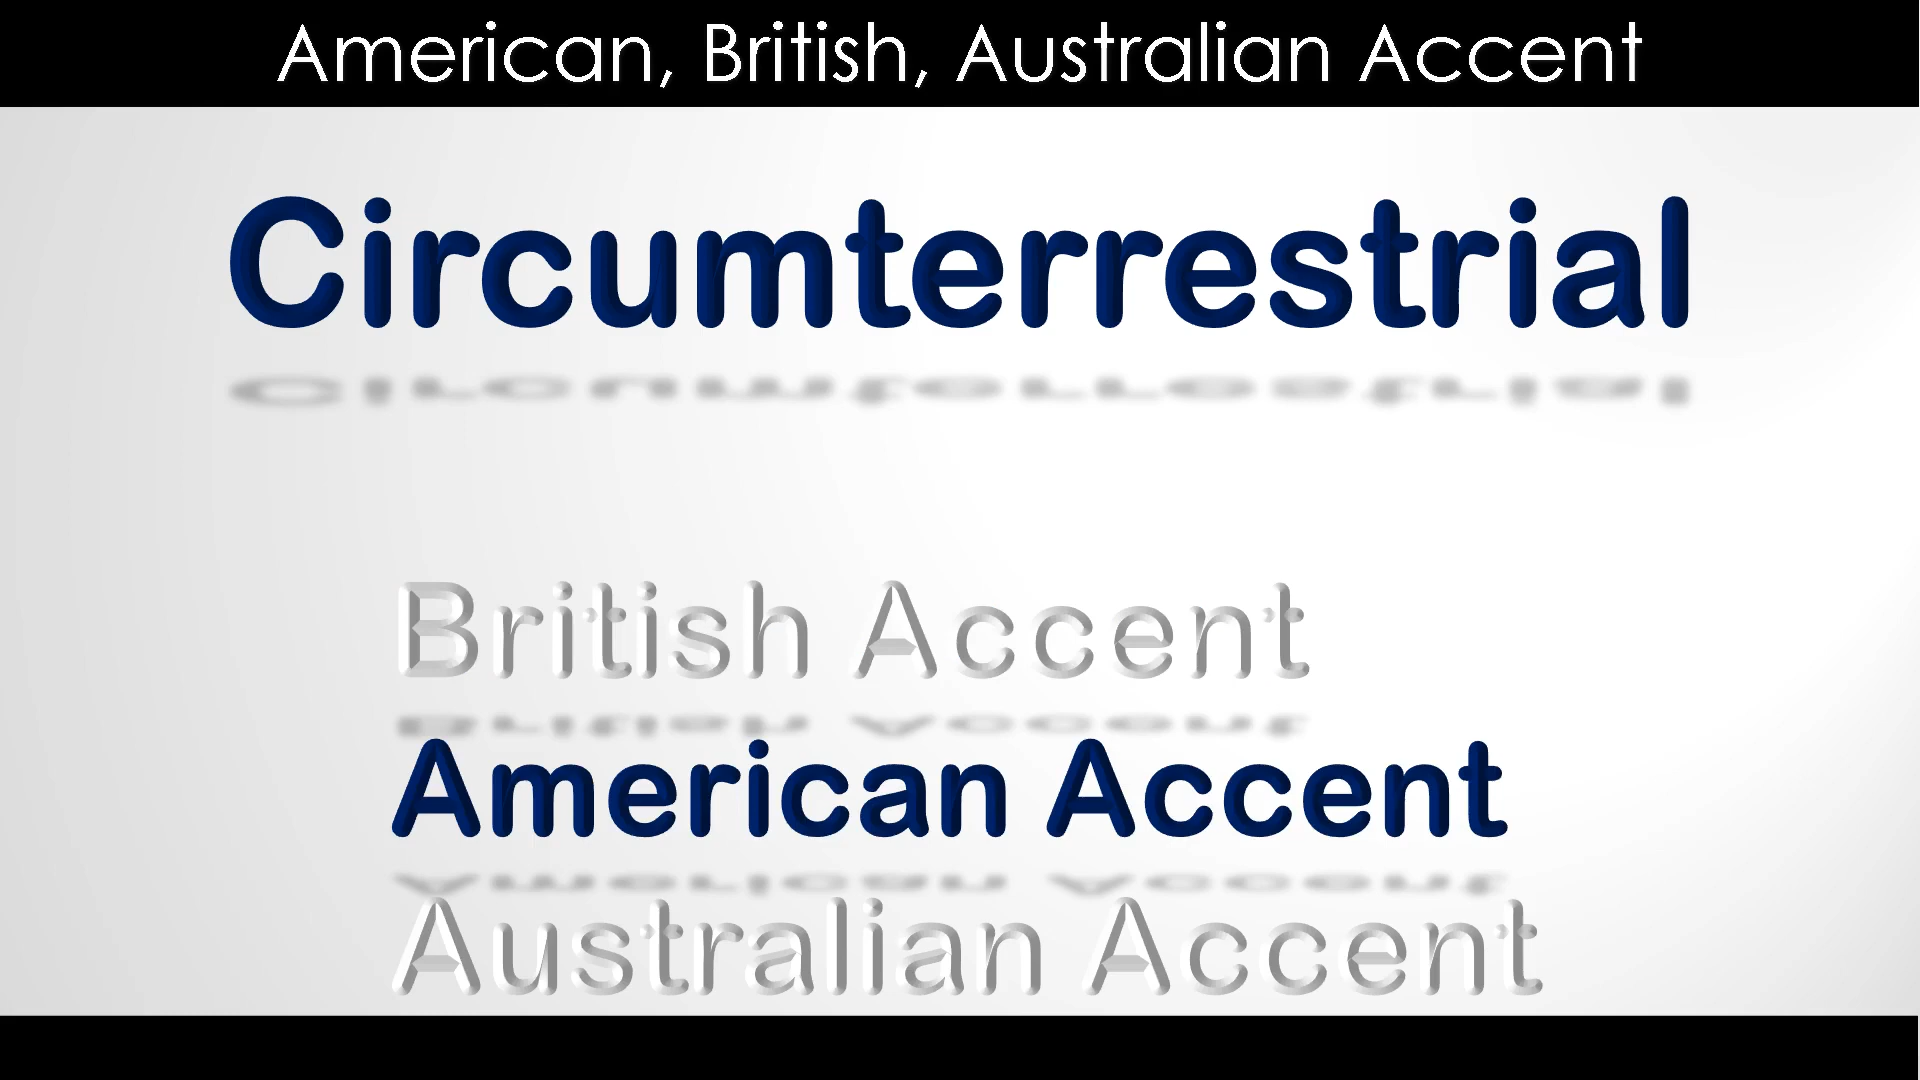 American, British, Australian Accent
Circumterrestrial
British Accent
American Accent
Australian Accent